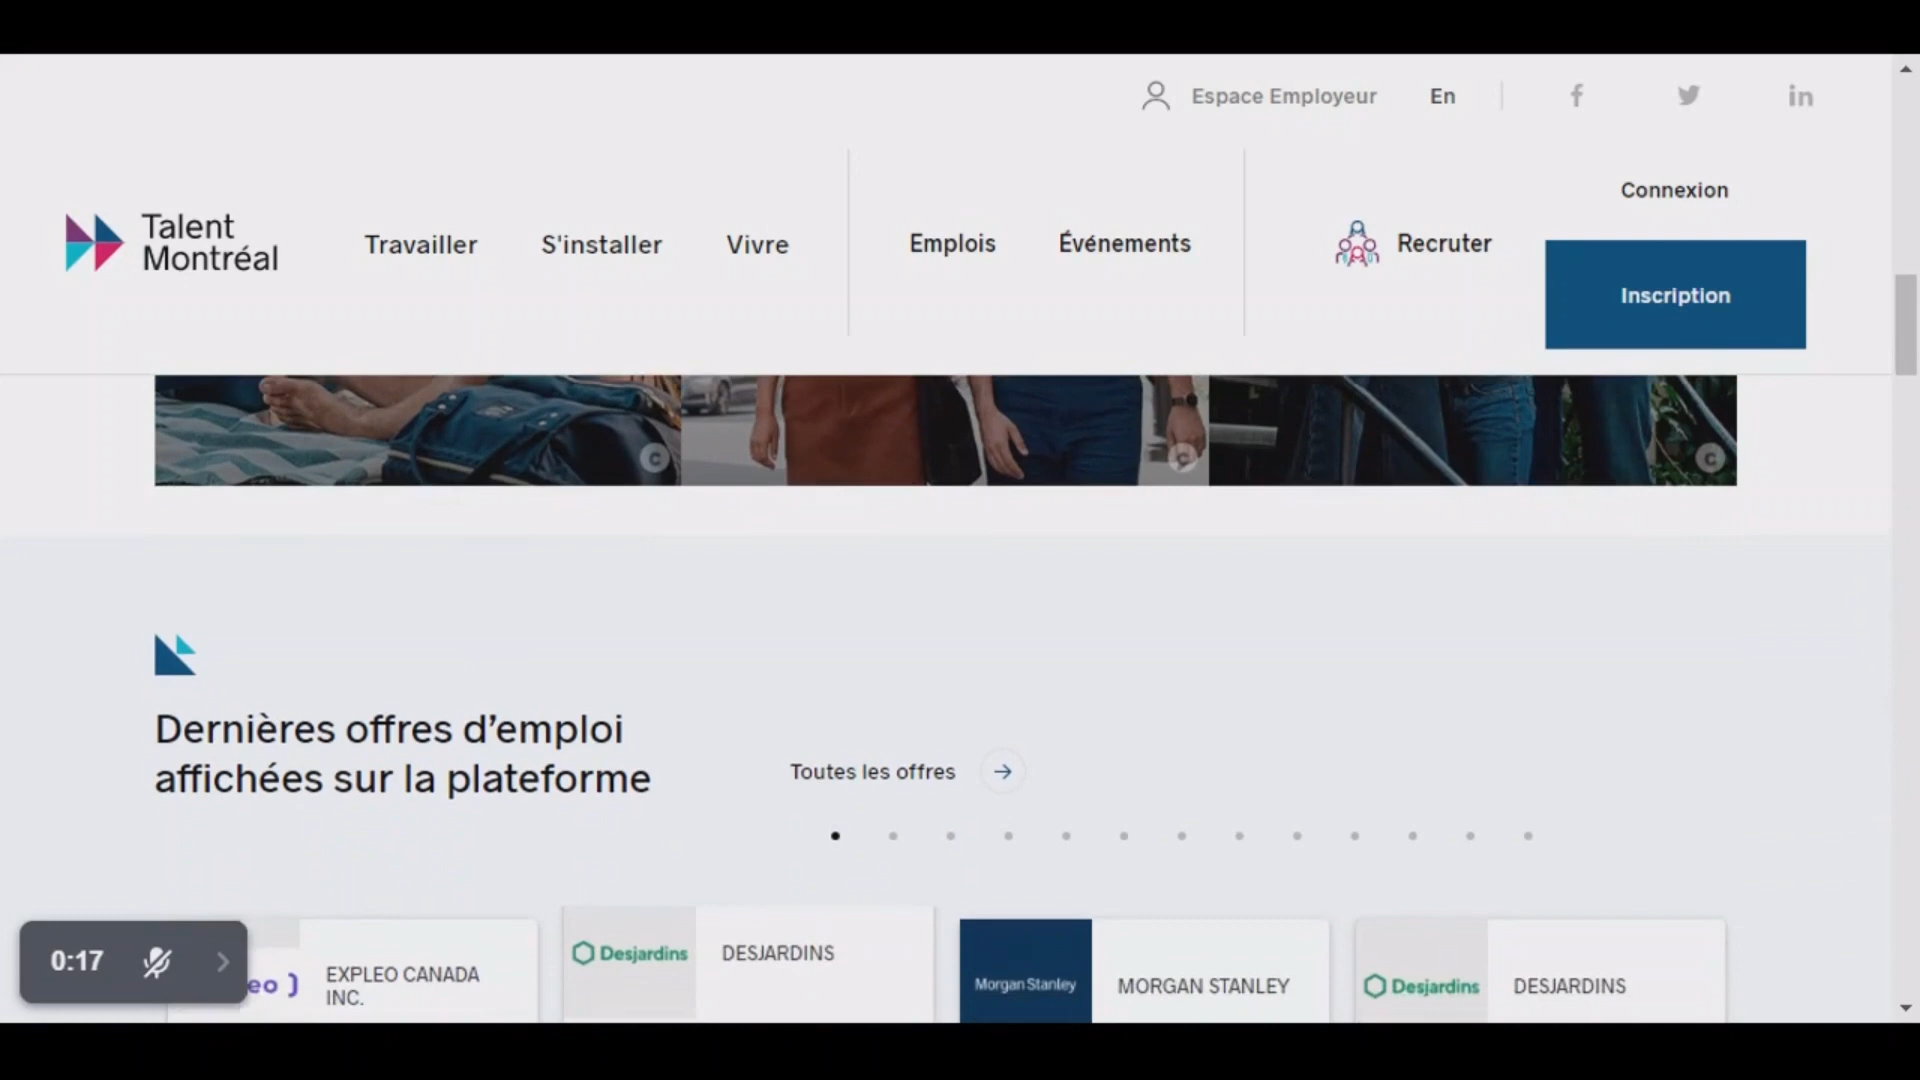 Espace Employeur
En
Connexion
Talent
Montréal
Travailler
S'installer
Vivre
Emplois
Événements
Recruter
Inscription
C
C
C
Dernières offres d’emploi
affichées sur la plateforme
Toutes les offres
0:17
eo
EXPLEO CANADA
INC.
Desjardins
DESJARDINS
Morgan Stanley
MORGAN STANLEY
Desjardins
DESJARDINS